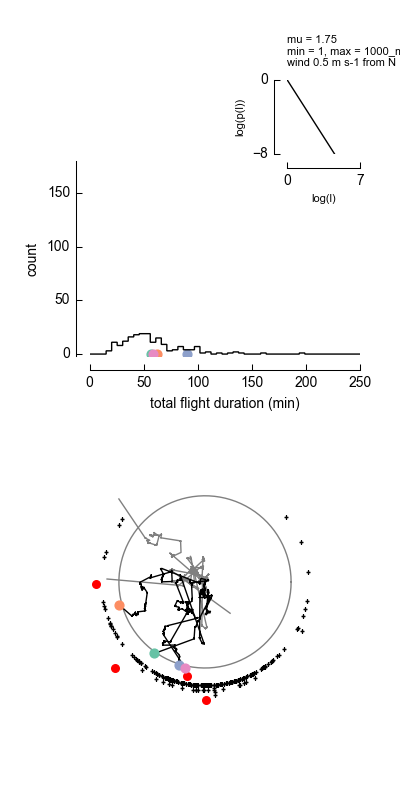 mu = 1.75
min = 1, max = 1000_m
wind 0.5 m s-1 from N
0
log(p(l))
−8
0
7
log(l)
150
100
50
0
count
0
50
100
150
200
250
total flight duration (min)